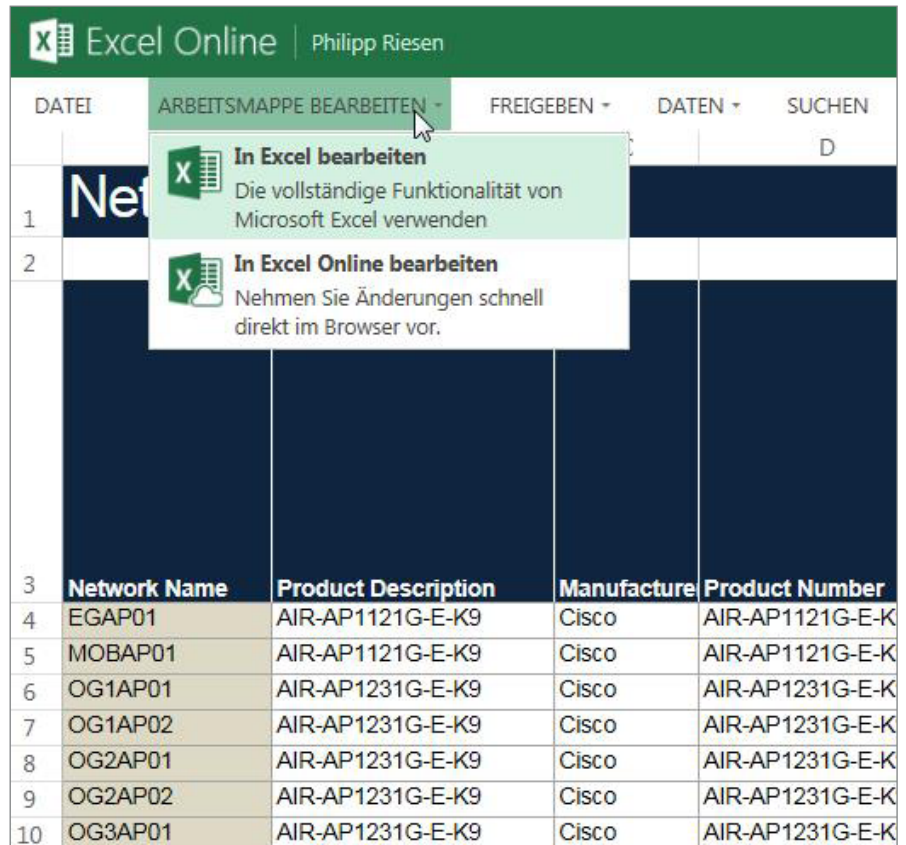 Excel Online | Philipp Riesen
DATEI ARBEITSMAPPE BEARBEITEN FREIGEBEN DATEN SUCHEN
D
In Excel bearbeiten
Die vollständige Funktionalität von
Microsoft Excel verwenden
In Excel Online bearbeiten
Nehmen Sie Änderungen schnell
direkt im Browser vor.
1 Net
2
3 Network Name Product Description Manufacture Product Number
4 EGAP01 AIR-AP1121G-E-K9 Cisco AIR-AP1121G-E-K
5 MOBAP01 AIR-AP1121G-E-K9 Cisco AIR-AP1121G-E-K
6 OG1AP01 AIR-AP1231G-E-K9 Cisco AIR-AP1231G-E-K
7 OG1AP02 AIR-AP1231G-E-K9 Cisco AIR-AP1231G-E-K
8 OG2AP01 AIR-AP1231G-E-K9 Cisco AIR-AP1231G-E-K
9 OG2AP02 AIR-AP1231G-E-K9 Cisco AIR-AP1231G-E-K
10 OG3AP01 AIR-AP1231G-E-K9 Cisco AIR-AP1231G-E-K